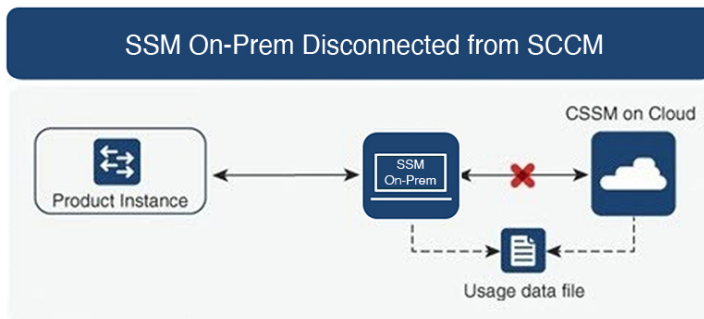 SSM On-Prem Disconnected from SCCM
CSSM on Cloud
SSM
On-Prem
Product Instance
Usage data file